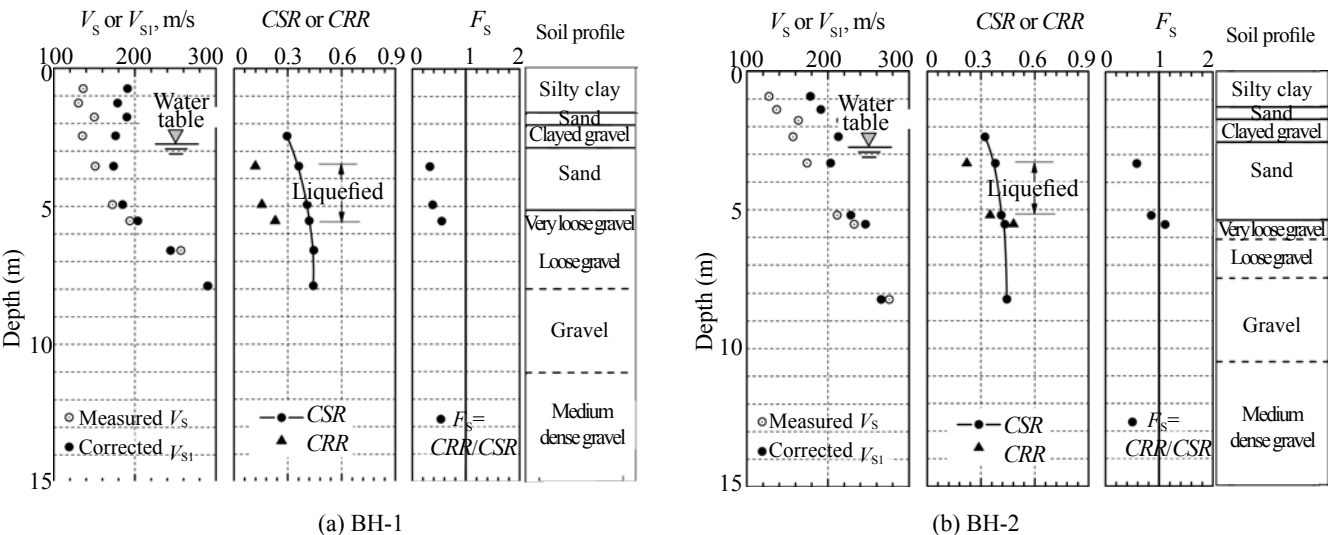 V_S or V_S1, m/s
CSR or CRR
F_S
Soil profile
100 200 300
0 0.3 0.6 0.9
0 1 2
0
5
10
15
Depth (m)
Water
table
Liquefied
Silty clay
Sand
Clayed gravel
Sand
Very loose gravel
Loose gravel
Gravel
Medium
dense gravel
Measured V_S
Corrected V_S1
CSR
CRR
F_S=
CRR/CSR
(a) BH-1
V_S or V_S1, m/s
CSR or CRR
F_S
Soil profile
100 200 300
0 0.3 0.6 0.9
0 1 2
0
5
10
15
Depth (m)
Water
table
Liquefied
Silty clay
Sand
Clayed gravel
Sand
Very loose gravel
Loose gravel
Gravel
Medium
dense gravel
Measured V_S
Corrected V_S1
CSR
CRR
F_S=
CRR/CSR
(b) BH-2